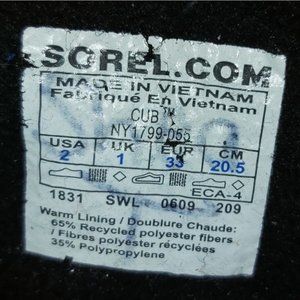 SOREL.COM
MADE IN VIETNAM
Fabriqué En Vietnam
CUB™
NY1799-055
USA UK EUR CM
2 1 33 20.5
ECA-4
1831 SWL 0609 209
Warm Lining / Doublure Chaude:
65% Recycled polyester fibers
/ Fibres polyester recyclées
35% Polypropylene